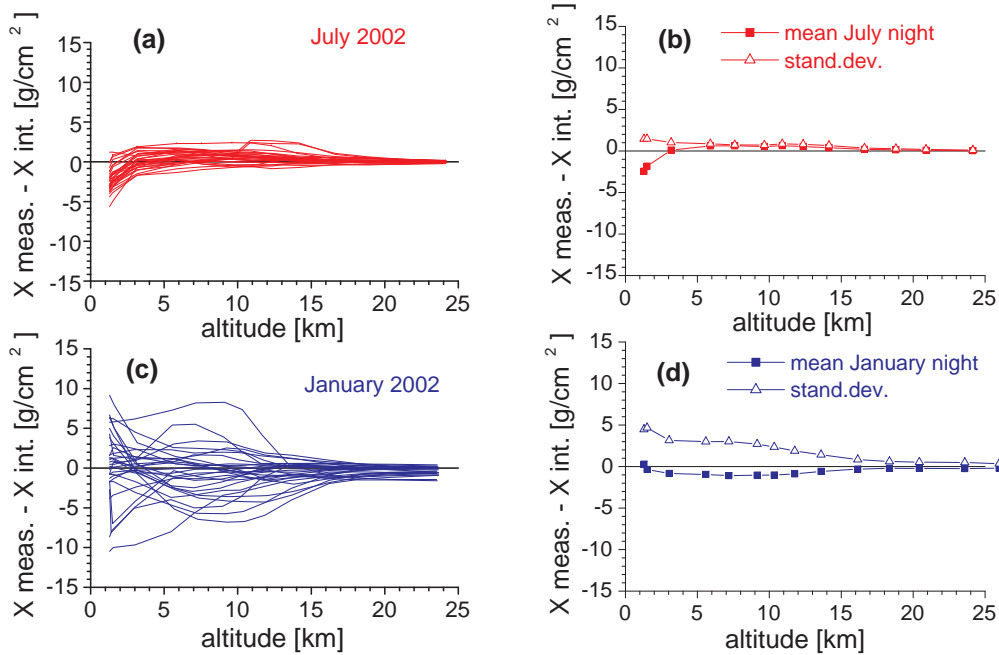 (a)
July 2002
X meas. - X int. [g/cm 2 ]
15
10
5
0
-5
-10
-15
0 5 10 15 20 25
altitude [km]
(b)
mean July night
stand.dev.
X meas. - X int. [g/cm 2 ]
15
10
5
0
-5
-10
-15
0 5 10 15 20 25
altitude [km]
(c)
January 2002
X meas. - X int. [g/cm 2 ]
15
10
5
0
-5
-10
-15
0 5 10 15 20 25
altitude [km]
(d)
mean January night
stand.dev.
X meas. - X int. [g/cm 2 ]
15
10
5
0
-5
-10
-15
0 5 10 15 20 25
altitude [km]